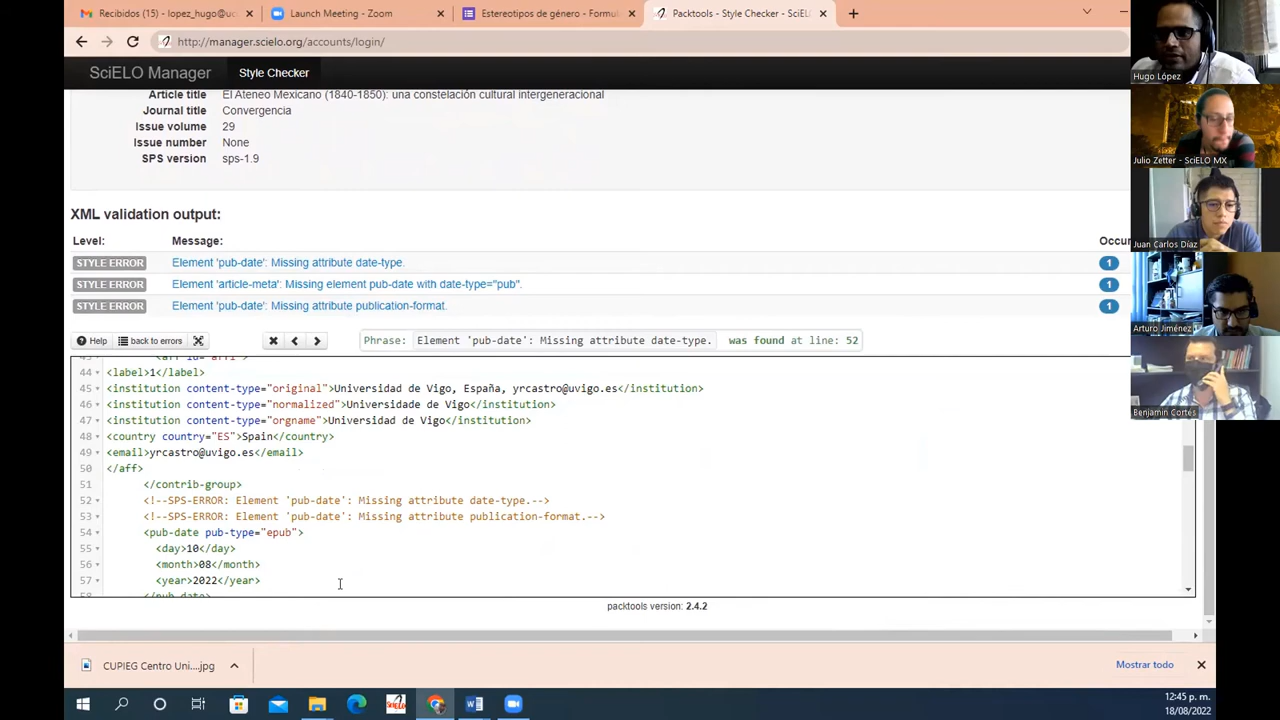 Recibidos (15) - lopez_hugo@uc
Launch Meeting - Zoom
Estereotipos de género - Formul
Packtools - Style Checker - SciEL
http://manager.scielo.org/accounts/login/
SciELO Manager
Style Checker
Article title El Ateneo Mexicano (1840-1850): una constelación cultural intergeneracional
Journal title Convergencia
Issue volume 29
Issue number None
SPS version sps-1.9
XML validation output:
Level: Message: Occu
STYLE ERROR Element 'pub-date': Missing attribute date-type. 1
STYLE ERROR Element 'article-meta': Missing element pub-date with date-type="pub". 1
STYLE ERROR Element 'pub-date': Missing attribute publication-format. 1
Help back to errors Phrase: Element 'pub-date': Missing attribute date-type. was found at line: 52
43 <aff id="aff1">
44 <label>1</label>
45 <institution content-type="original">Universidad de Vigo, España, yrcastro@uvigo.es</institution>
46 <institution content-type="normalized">Universidade de Vigo</institution>
47 <institution content-type="orgname">Universidad de Vigo</institution>
48 <country country="ES">Spain</country>
49 <email>yrcastro@uvigo.es</email>
50 </aff>
51 </contrib-group>
52 <!--SPS-ERROR: Element 'pub-date': Missing attribute date-type.-->
53 <!--SPS-ERROR: Element 'pub-date': Missing attribute publication-format.-->
54 <pub-date pub-type="epub">
55 <day>10</day>
56 <month>08</month>
57 <year>2022</year>
58 </pub-date>
packtools version: 2.4.2
CUPIEG Centro Uni....jpg
Mostrar todo
12:45 p. m.
18/08/2022
Hugo López
Julio Zetter - SciELO MX
Juan Carlos Díaz
Arturo Jiménez
Benjamin Cortés